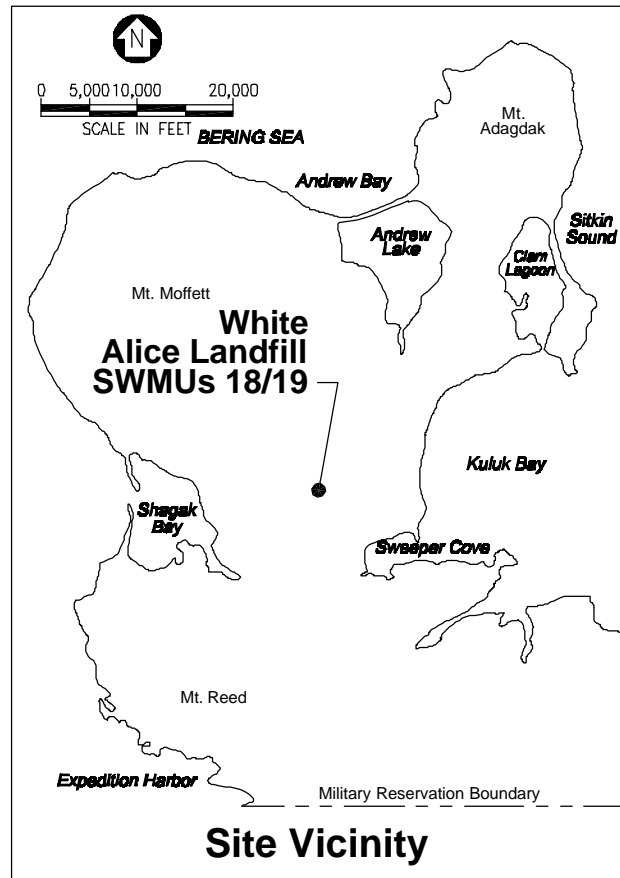 N
0 5,000 10,000 20,000
SCALE IN FEET
BERING SEA
Mt.
Adagdak
Andrew Bay
Andrew
Lake
Sitkin
Sound
Clam
Lagoon
Mt. Moffett
White
Alice Landfill
SWMUs 18/19
Kuluk Bay
Shagak
Bay
Sweeper Cove
Mt. Reed
Expedition Harbor
Military Reservation Boundary
Site Vicinity